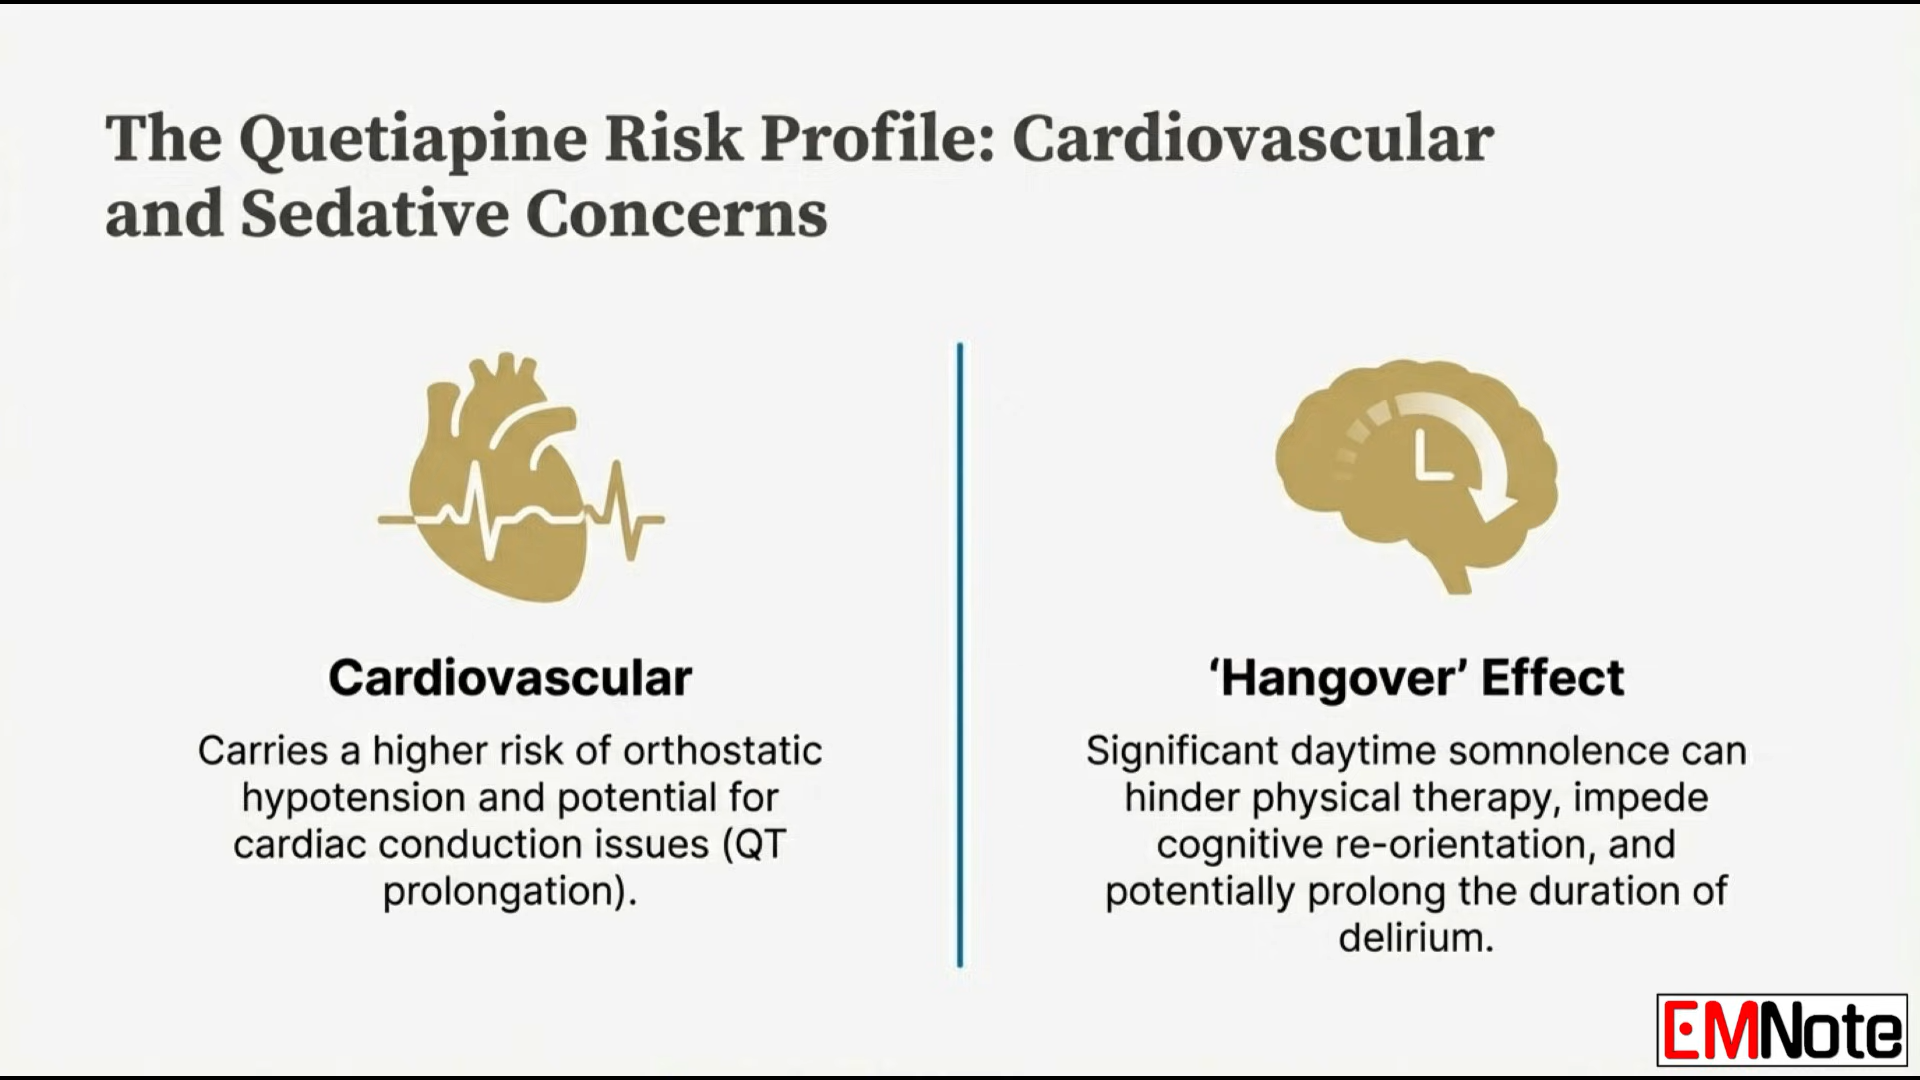 The Quetiapine Risk Profile: Cardiovascular
and Sedative Concerns
Cardiovascular
Carries a higher risk of orthostatic
hypotension and potential for
cardiac conduction issues (QT
prolongation).
‘Hangover’ Effect
Significant daytime somnolence can
hinder physical therapy, impede
cognitive re-orientation, and
potentially prolong the duration of
delirium.
EMNote